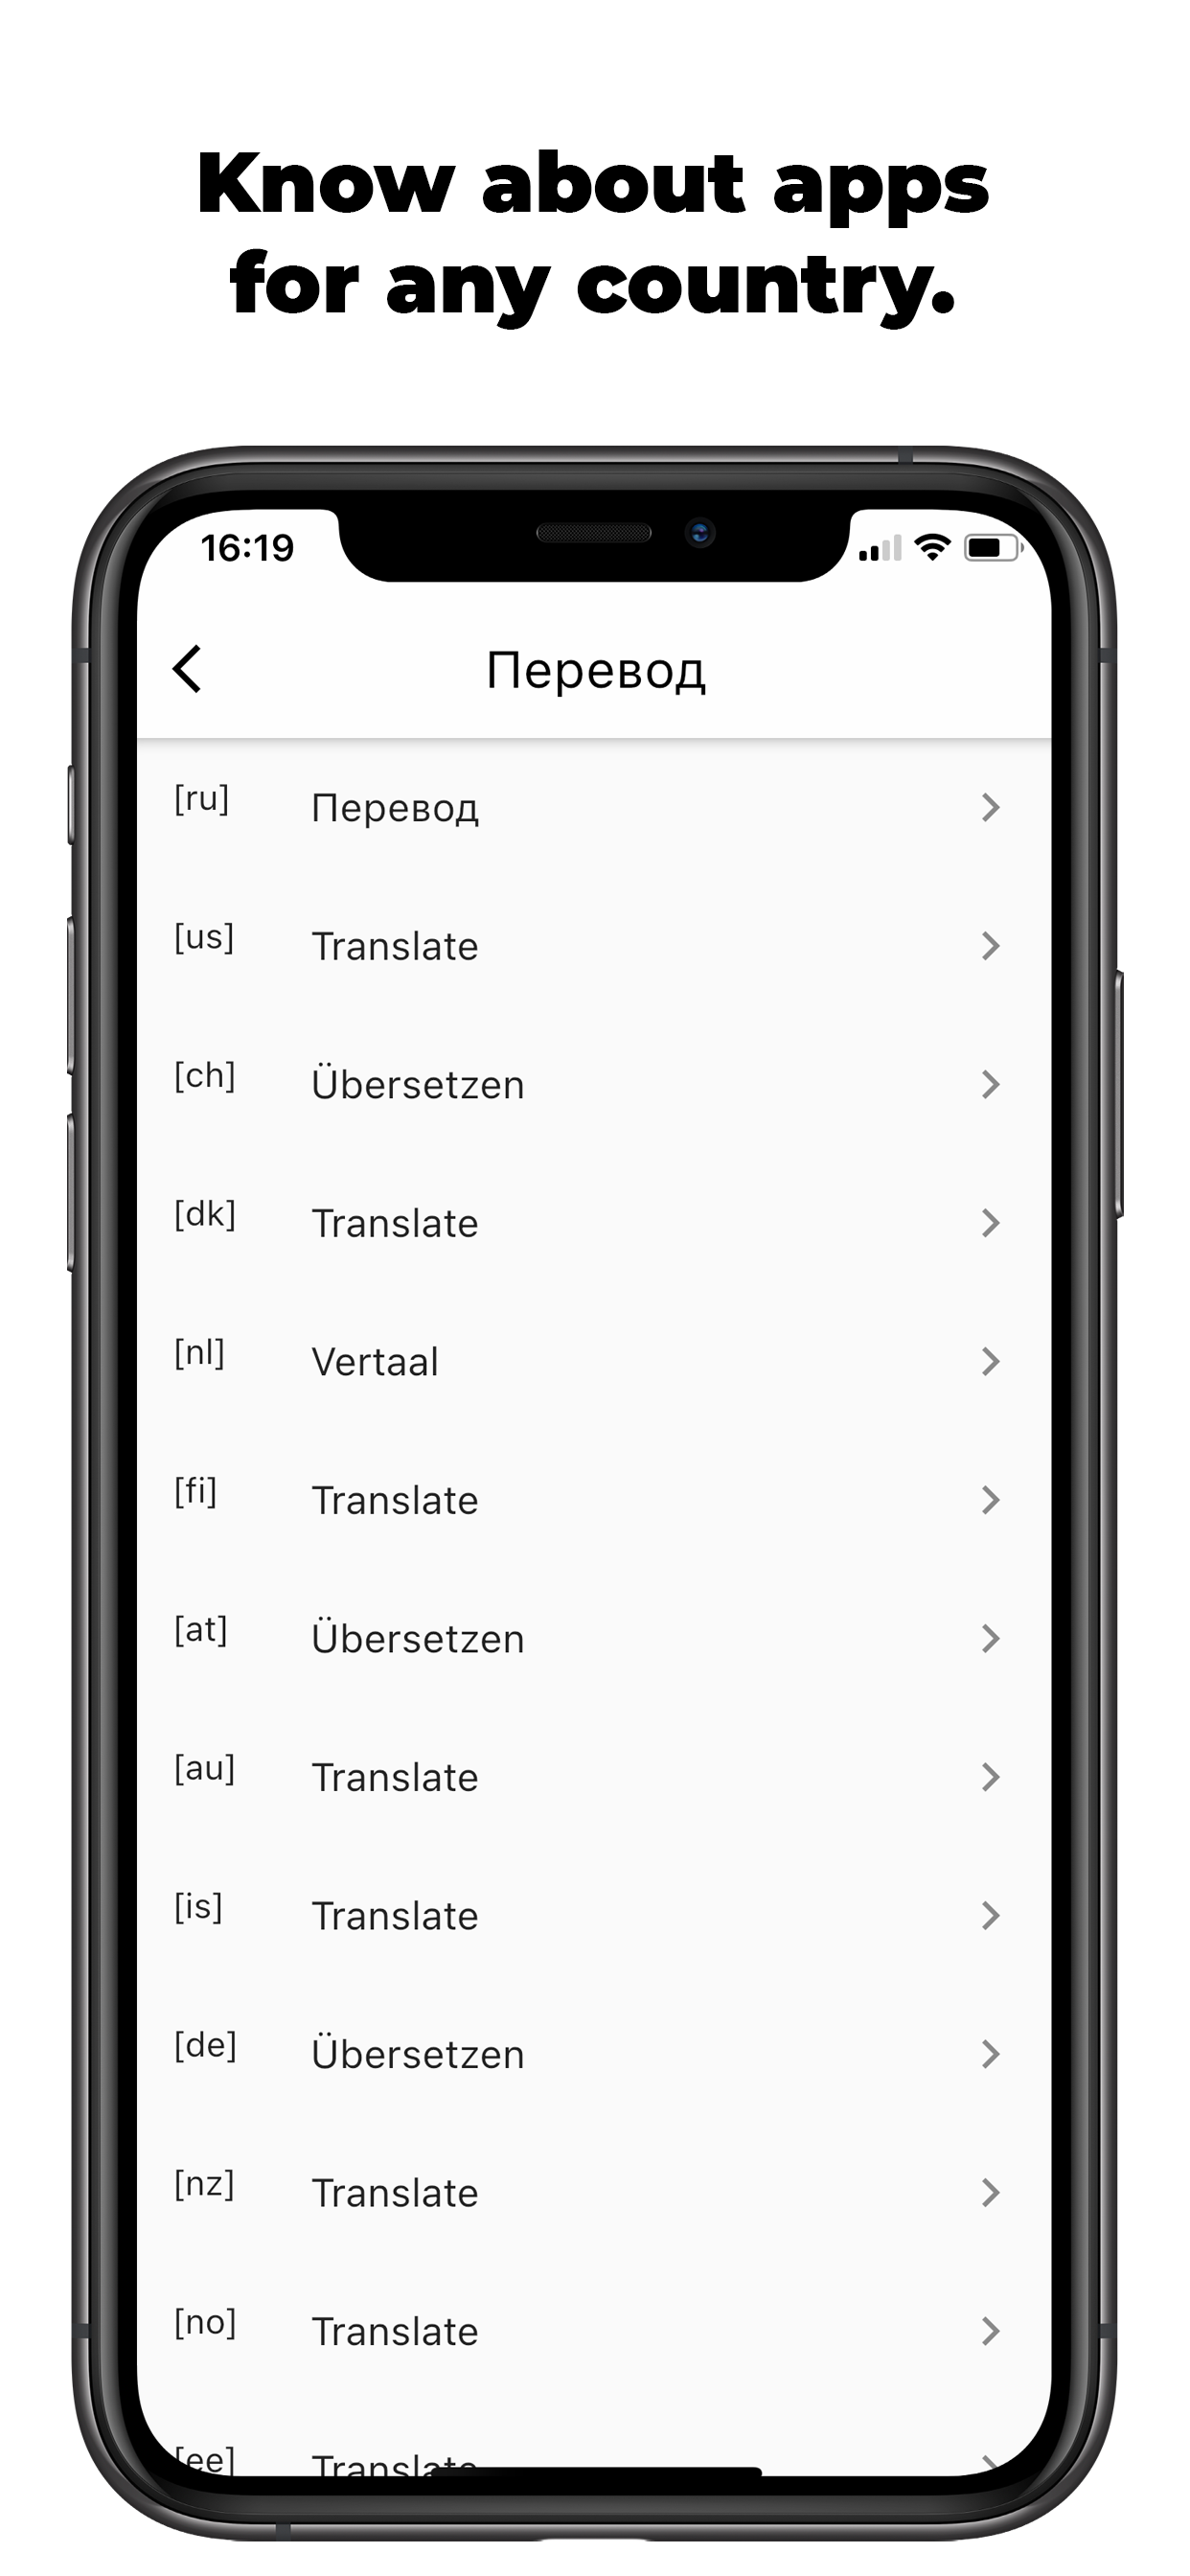 Know about apps
for any country.
16:19
Перевод
[ru] Перевод
[us] Translate
[ch] Übersetzen
[dk] Translate
[nl] Vertaal
[fi] Translate
[at] Übersetzen
[au] Translate
[is] Translate
[de] Übersetzen
[nz] Translate
[no] Translate
[ee] Translate